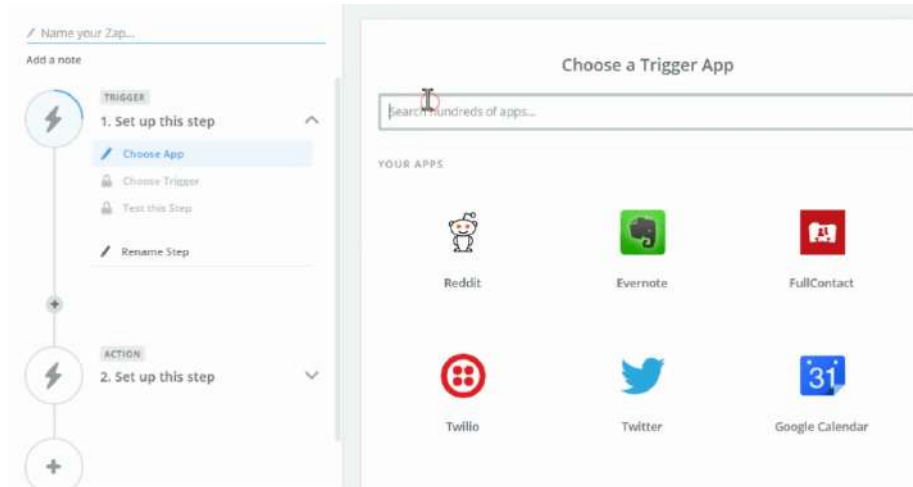 Name your Zap...
Add a note
TRIGGER
1. Set up this step
Choose App
Choose Trigger
Test this Step
Rename Step
ACTION
2. Set up this step
Choose a Trigger App
Search hundreds of apps...
YOUR APPS
Reddit
Evernote
FullContact
31
Twilio
Twitter
Google Calendar